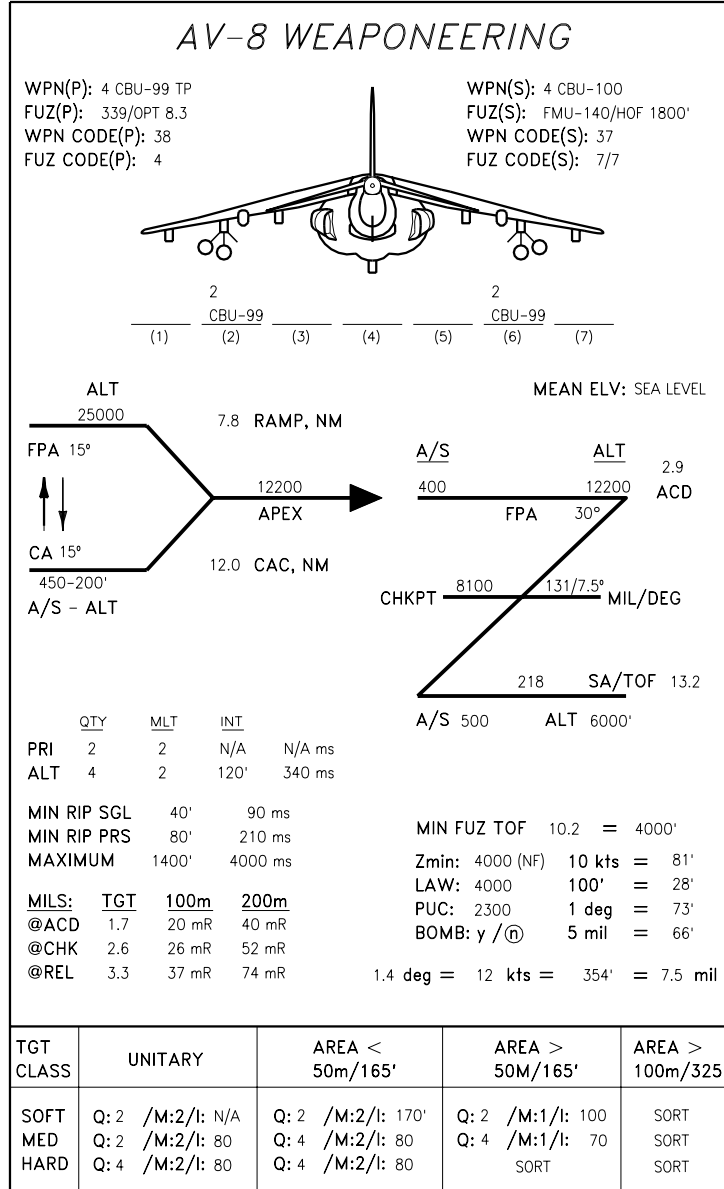 AV-8 WEAPONEERING
WPN(P): 4 CBU-99 TP
FUZ(P): 339/OPT 8.3
WPN CODE(P): 38
FUZ CODE(P): 4
WPN(S): 4 CBU-100
FUZ(S): FMU-140/HOF 1800'
WPN CODE(S): 37
FUZ CODE(S): 7/7
2 2
CBU-99 CBU-99
(1) (2) (3) (4) (5) (6) (7)
ALT
25000
FPA 15°
CA 15°
450-200'
A/S - ALT
7.8 RAMP, NM
12200
APEX
12.0 CAC, NM
MEAN ELV: SEA LEVEL
A/S ALT
400 12200
2.9
ACD
FPA 30°
CHKPT 8100 131/7.5° MIL/DEG
218 SA/TOF 13.2
A/S 500 ALT 6000'
QTY MLT INT
PRI 2 2 N/A N/A ms
ALT 4 2 120' 340 ms
MIN RIP SGL 40' 90 ms
MIN RIP PRS 80' 210 ms
MAXIMUM 1400' 4000 ms
MILS: TGT 100m 200m
@ACD 1.7 20 mR 40 mR
@CHK 2.6 26 mR 52 mR
@REL 3.3 37 mR 74 mR
MIN FUZ TOF 10.2 = 4000'
Zmin: 4000 (NF) 10 kts = 81'
LAW: 4000 100' = 28'
PUC: 2300 1 deg = 73'
BOMB: y / n 5 mil = 66'
1.4 deg = 12 kts = 354' = 7.5 mil
TGT CLASS UNITARY AREA < 50m/165' AREA > 50M/165' AREA > 100m/325
SOFT Q: 2 /M:2/I: N/A Q: 2 /M:2/I: 170' Q: 2 /M:1/I: 100 SORT
MED Q: 2 /M:2/I: 80 Q: 4 /M:2/I: 80 Q: 4 /M:1/I: 70 SORT
HARD Q: 4 /M:2/I: 80 Q: 4 /M:2/I: 80 SORT SORT